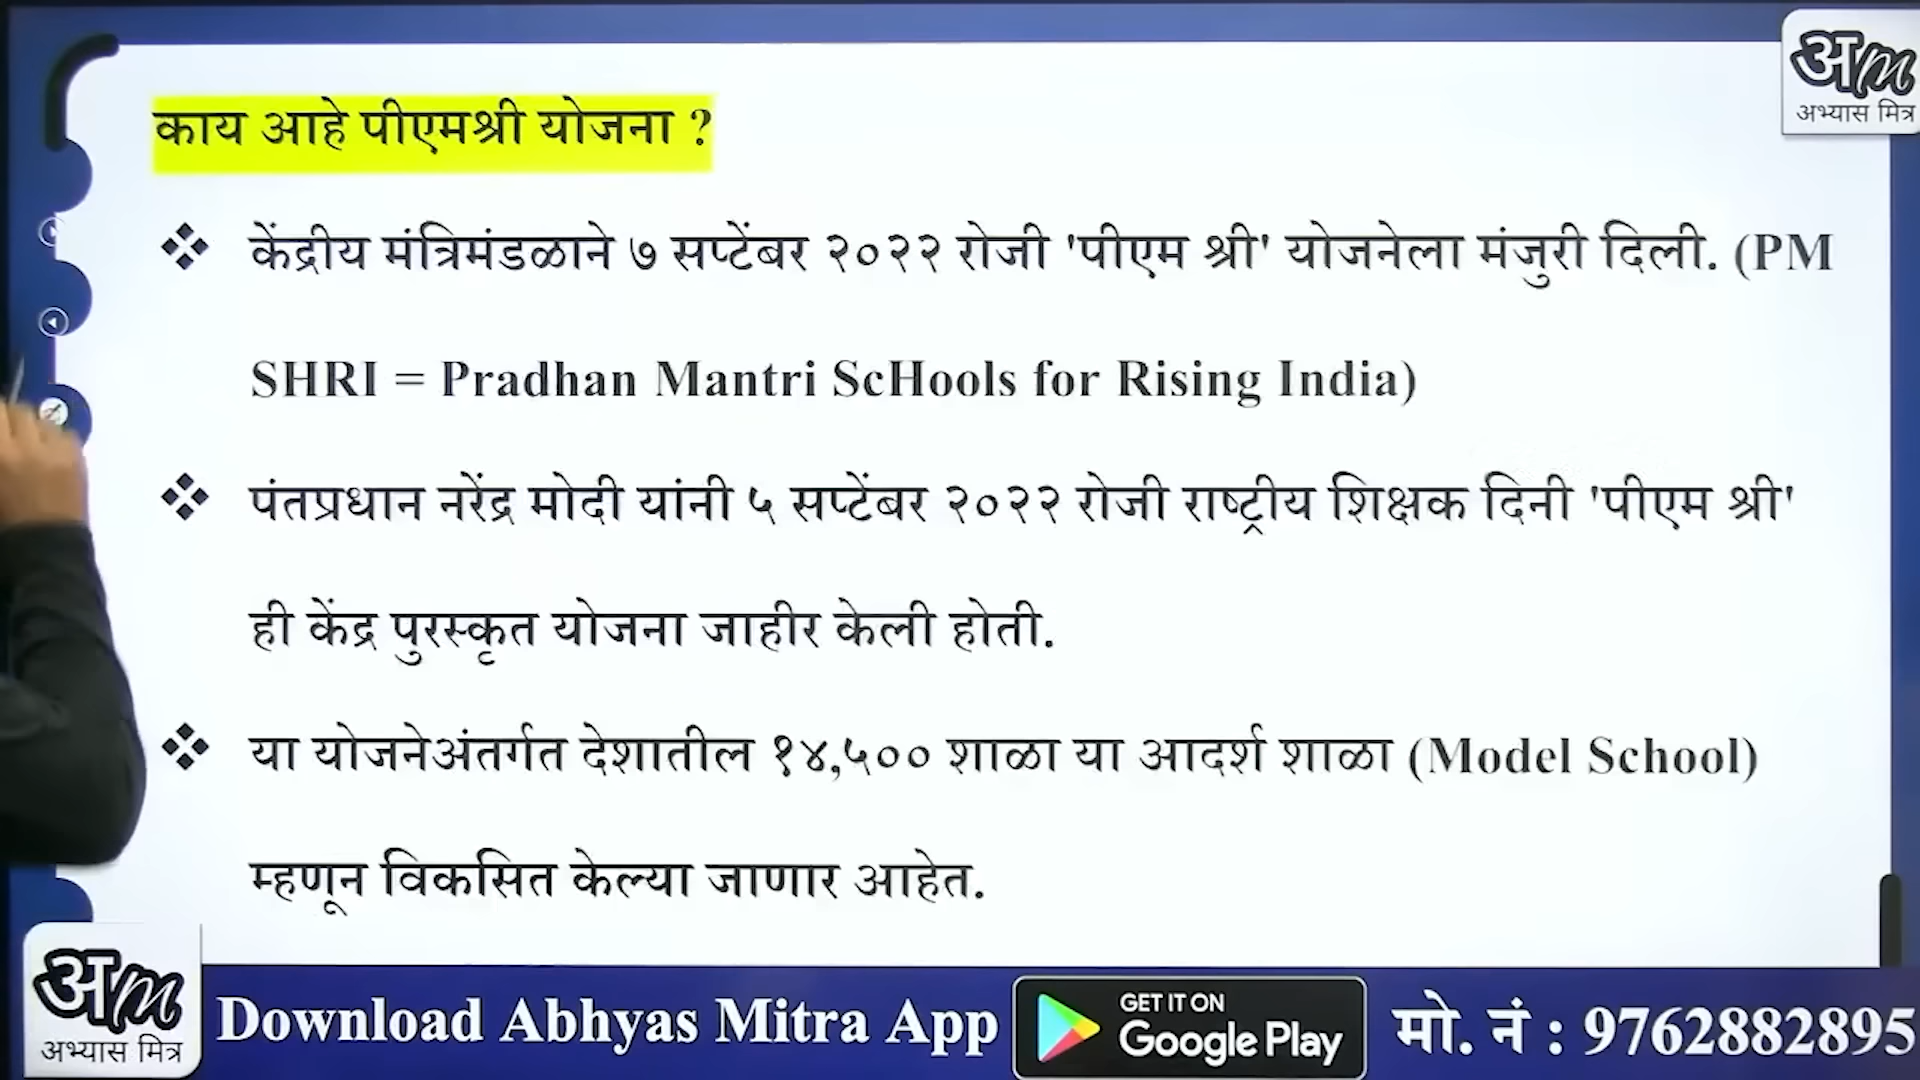 काय आहे पीएमश्री योजना ?
केंद्रीय मंत्रिमंडळाने ७ सप्टेंबर २०२२ रोजी 'पीएम श्री' योजनेला मंजुरी दिली. (PM
SHRI = Pradhan Mantri ScHools for Rising India)
पंतप्रधान नरेंद्र मोदी यांनी ५ सप्टेंबर २०२२ रोजी राष्ट्रीय शिक्षक दिनी 'पीएम श्री'
ही केंद्र पुरस्कृत योजना जाहीर केली होती.
या योजनेअंतर्गत देशातील १४,५०० शाळा या आदर्श शाळा (Model School)
म्हणून विकसित केल्या जाणार आहेत.
अm
अभ्यास मित्र
अm
अभ्यास मित्र
Download Abhyas Mitra App
GET IT ON
Google Play
मो. नं : 9762882895